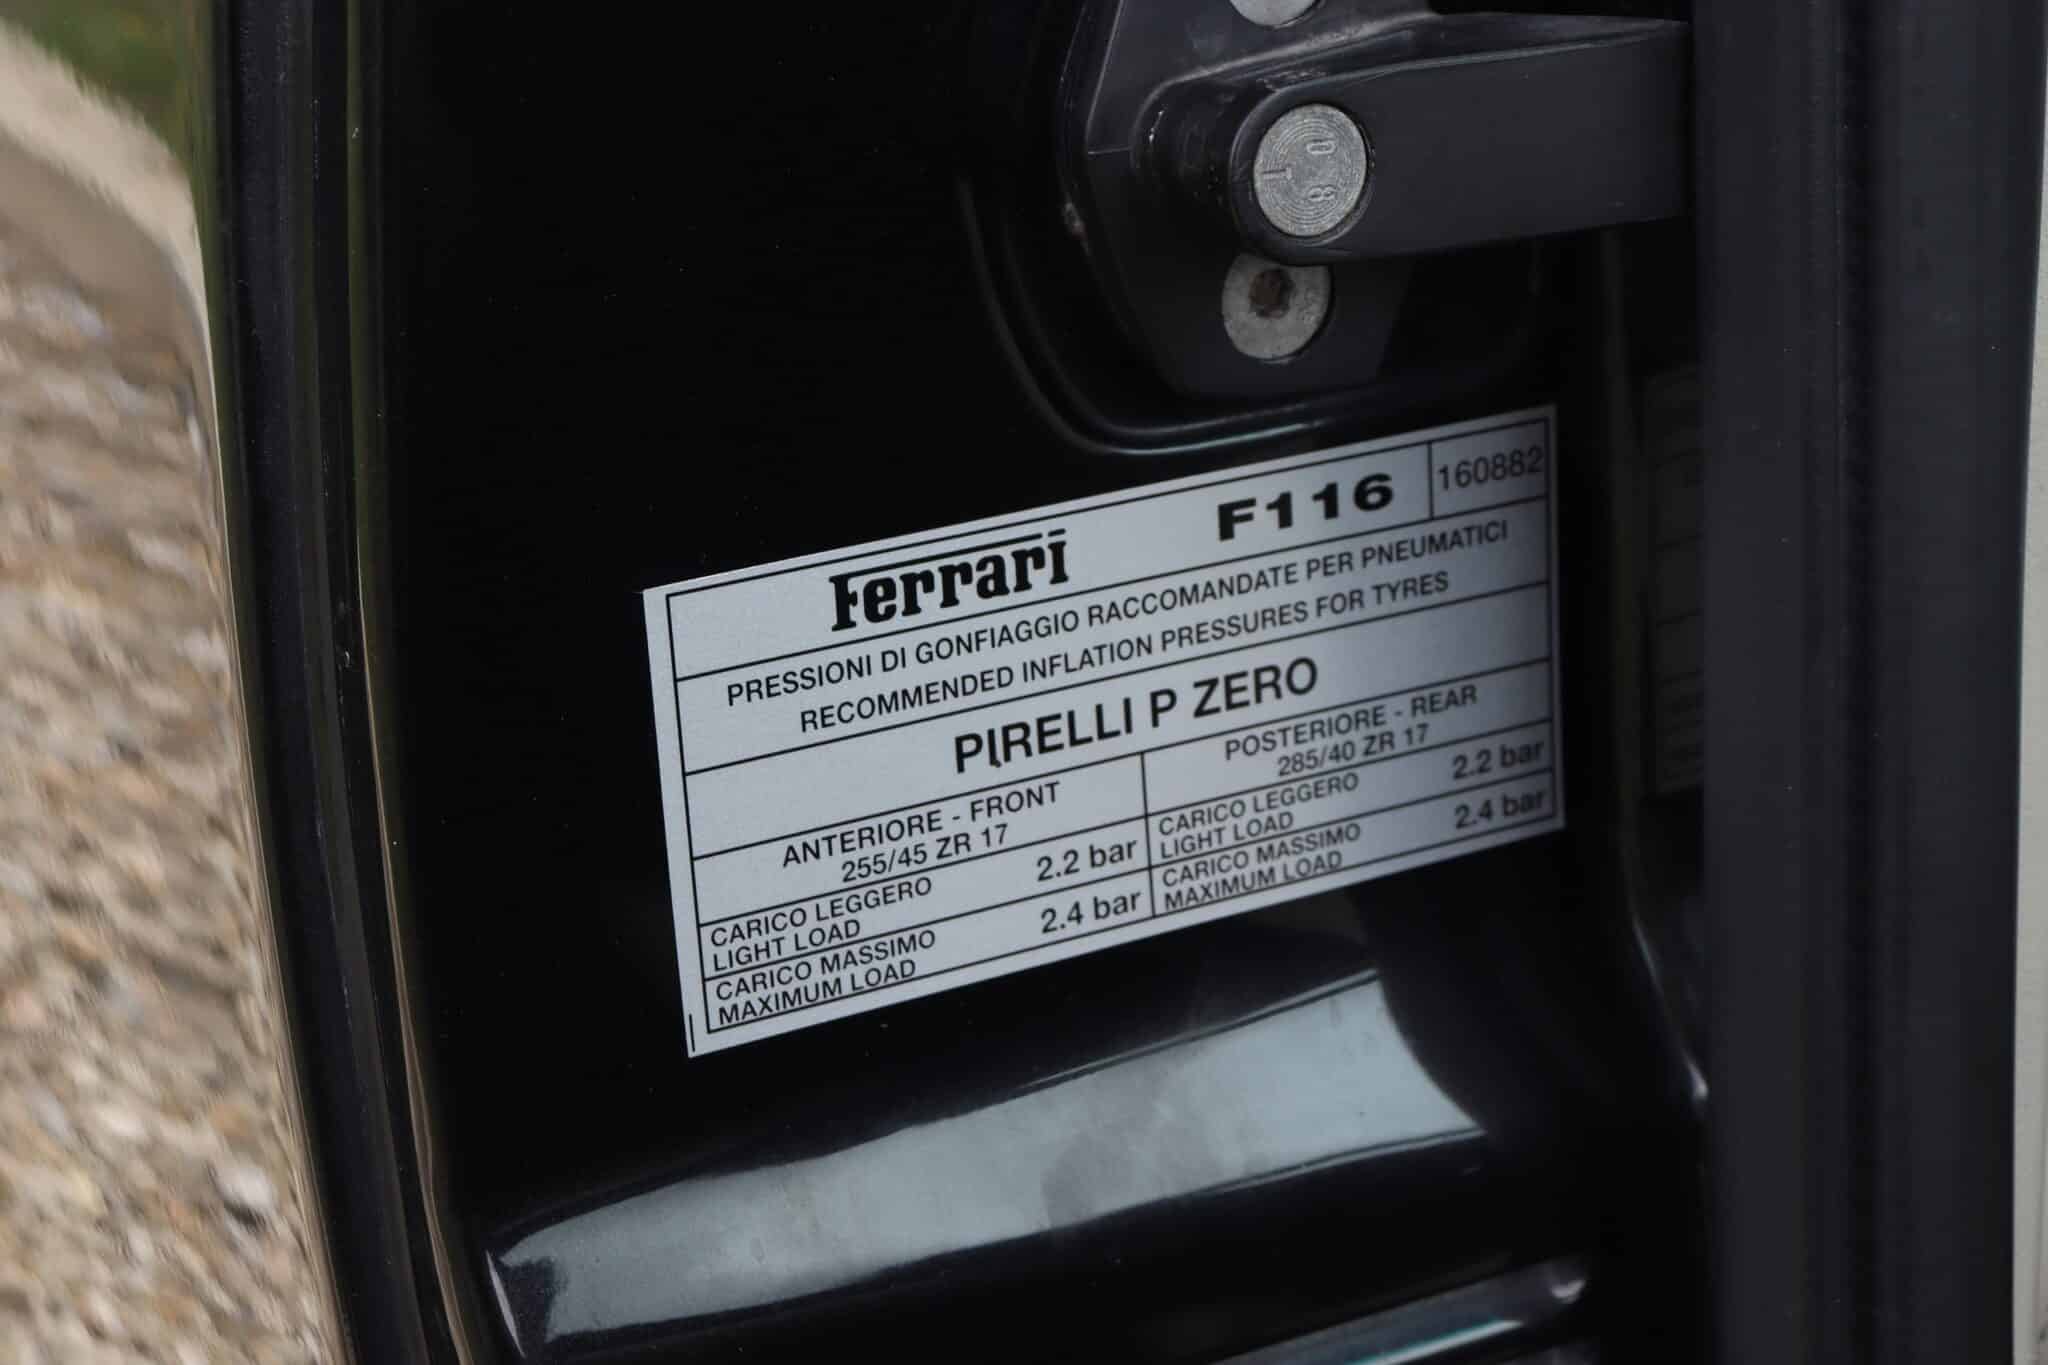 08
T
Ferrari F116 160882
PRESSIONI DI GONFIAGGIO RACCOMANDATE PER PNEUMATICI
RECOMMENDED INFLATION PRESSURES FOR TYRES
PIRELLI P ZERO
ANTERIORE - FRONT
255/45 ZR 17
CARICO LEGGERO 2.2 bar
LIGHT LOAD
CARICO MASSIMO 2.4 bar
MAXIMUM LOAD
POSTERIORE - REAR
285/40 ZR 17
CARICO LEGGERO 2.2 bar
LIGHT LOAD
CARICO MASSIMO 2.4 bar
MAXIMUM LOAD